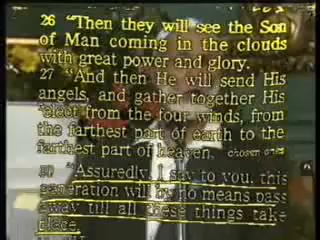 26 "Then they will see the Son
of Man coming in the clouds
with great power and glory.
27 "And then He will send His
angels, and gather together His
elect from the four winds, from
the farthest part of earth to the
farthest part of heaven. chosen ones
30 "Assuredly, I say to you, this
generation will by no means pass
away till all these things take
place.